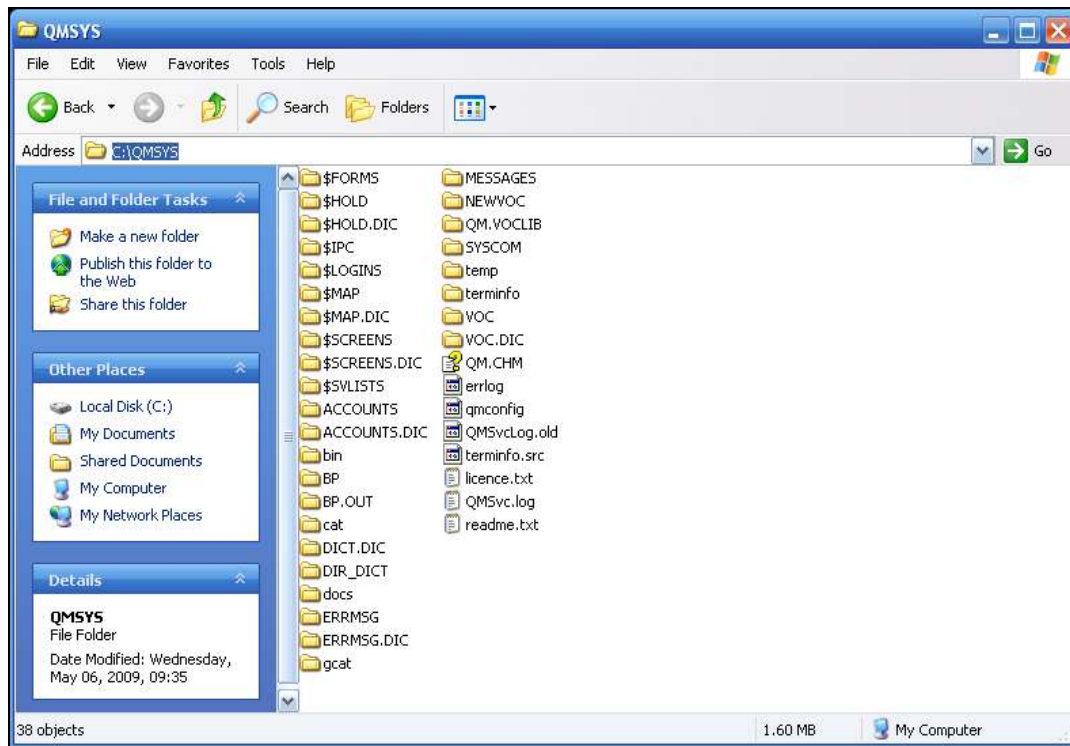 QMSYS
File Edit View Favorites Tools Help
Back Search Folders
Address C:\QMSYS Go
File and Folder Tasks
Make a new folder
Publish this folder to
the Web
Share this folder
Other Places
Local Disk (C:)
My Documents
Shared Documents
My Computer
My Network Places
Details
QMSYS
File Folder
Date Modified: Wednesday,
May 06, 2009, 09:35
$FORMS
$HOLD
$HOLD.DIC
$IPC
$LOGINS
$MAP
$MAP.DIC
$SCREENS
$SCREENS.DIC
$SVLISTS
ACCOUNTS
ACCOUNTS.DIC
bin
BP
BP.OUT
cat
DICT.DIC
DIR_DICT
docs
ERRMSG
ERRMSG.DIC
gcat
MESSAGES
NEWVOC
QM.VOCLIB
SYSCOM
temp
terminfo
VOC
VOC.DIC
QM.CHM
errlog
qmconfig
QMSvcLog.old
terminfo.src
licence.txt
QMSvc.log
readme.txt
38 objects 1.60 MB My Computer